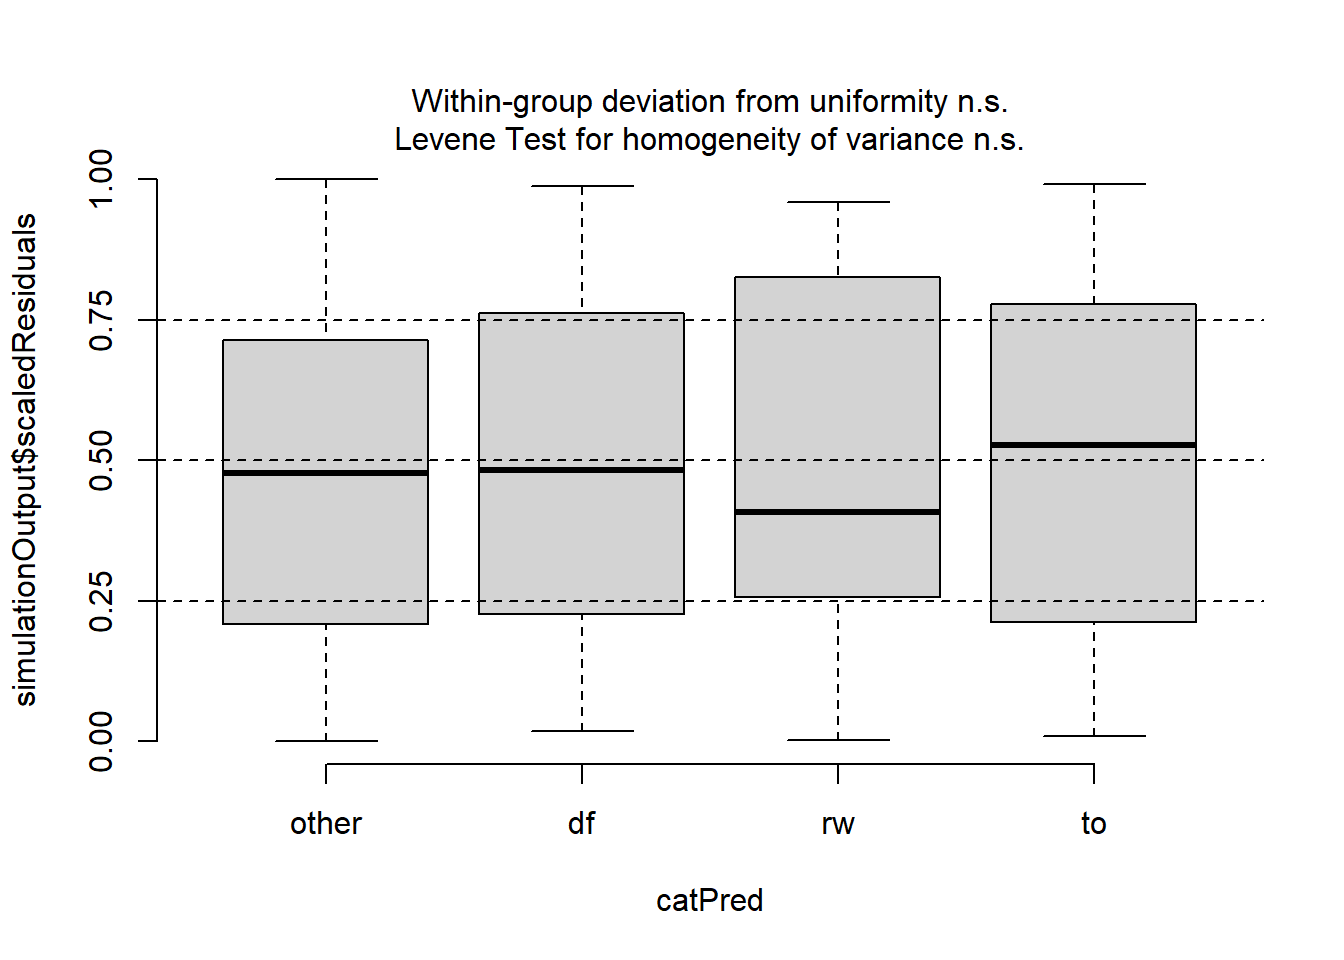 Within-group deviation from uniformity n.s.
Levene Test for homogeneity of variance n.s.
simulationOutput$scaledResiduals
1.00
0.75
0.50
0.25
0.00
other df rw to
catPred